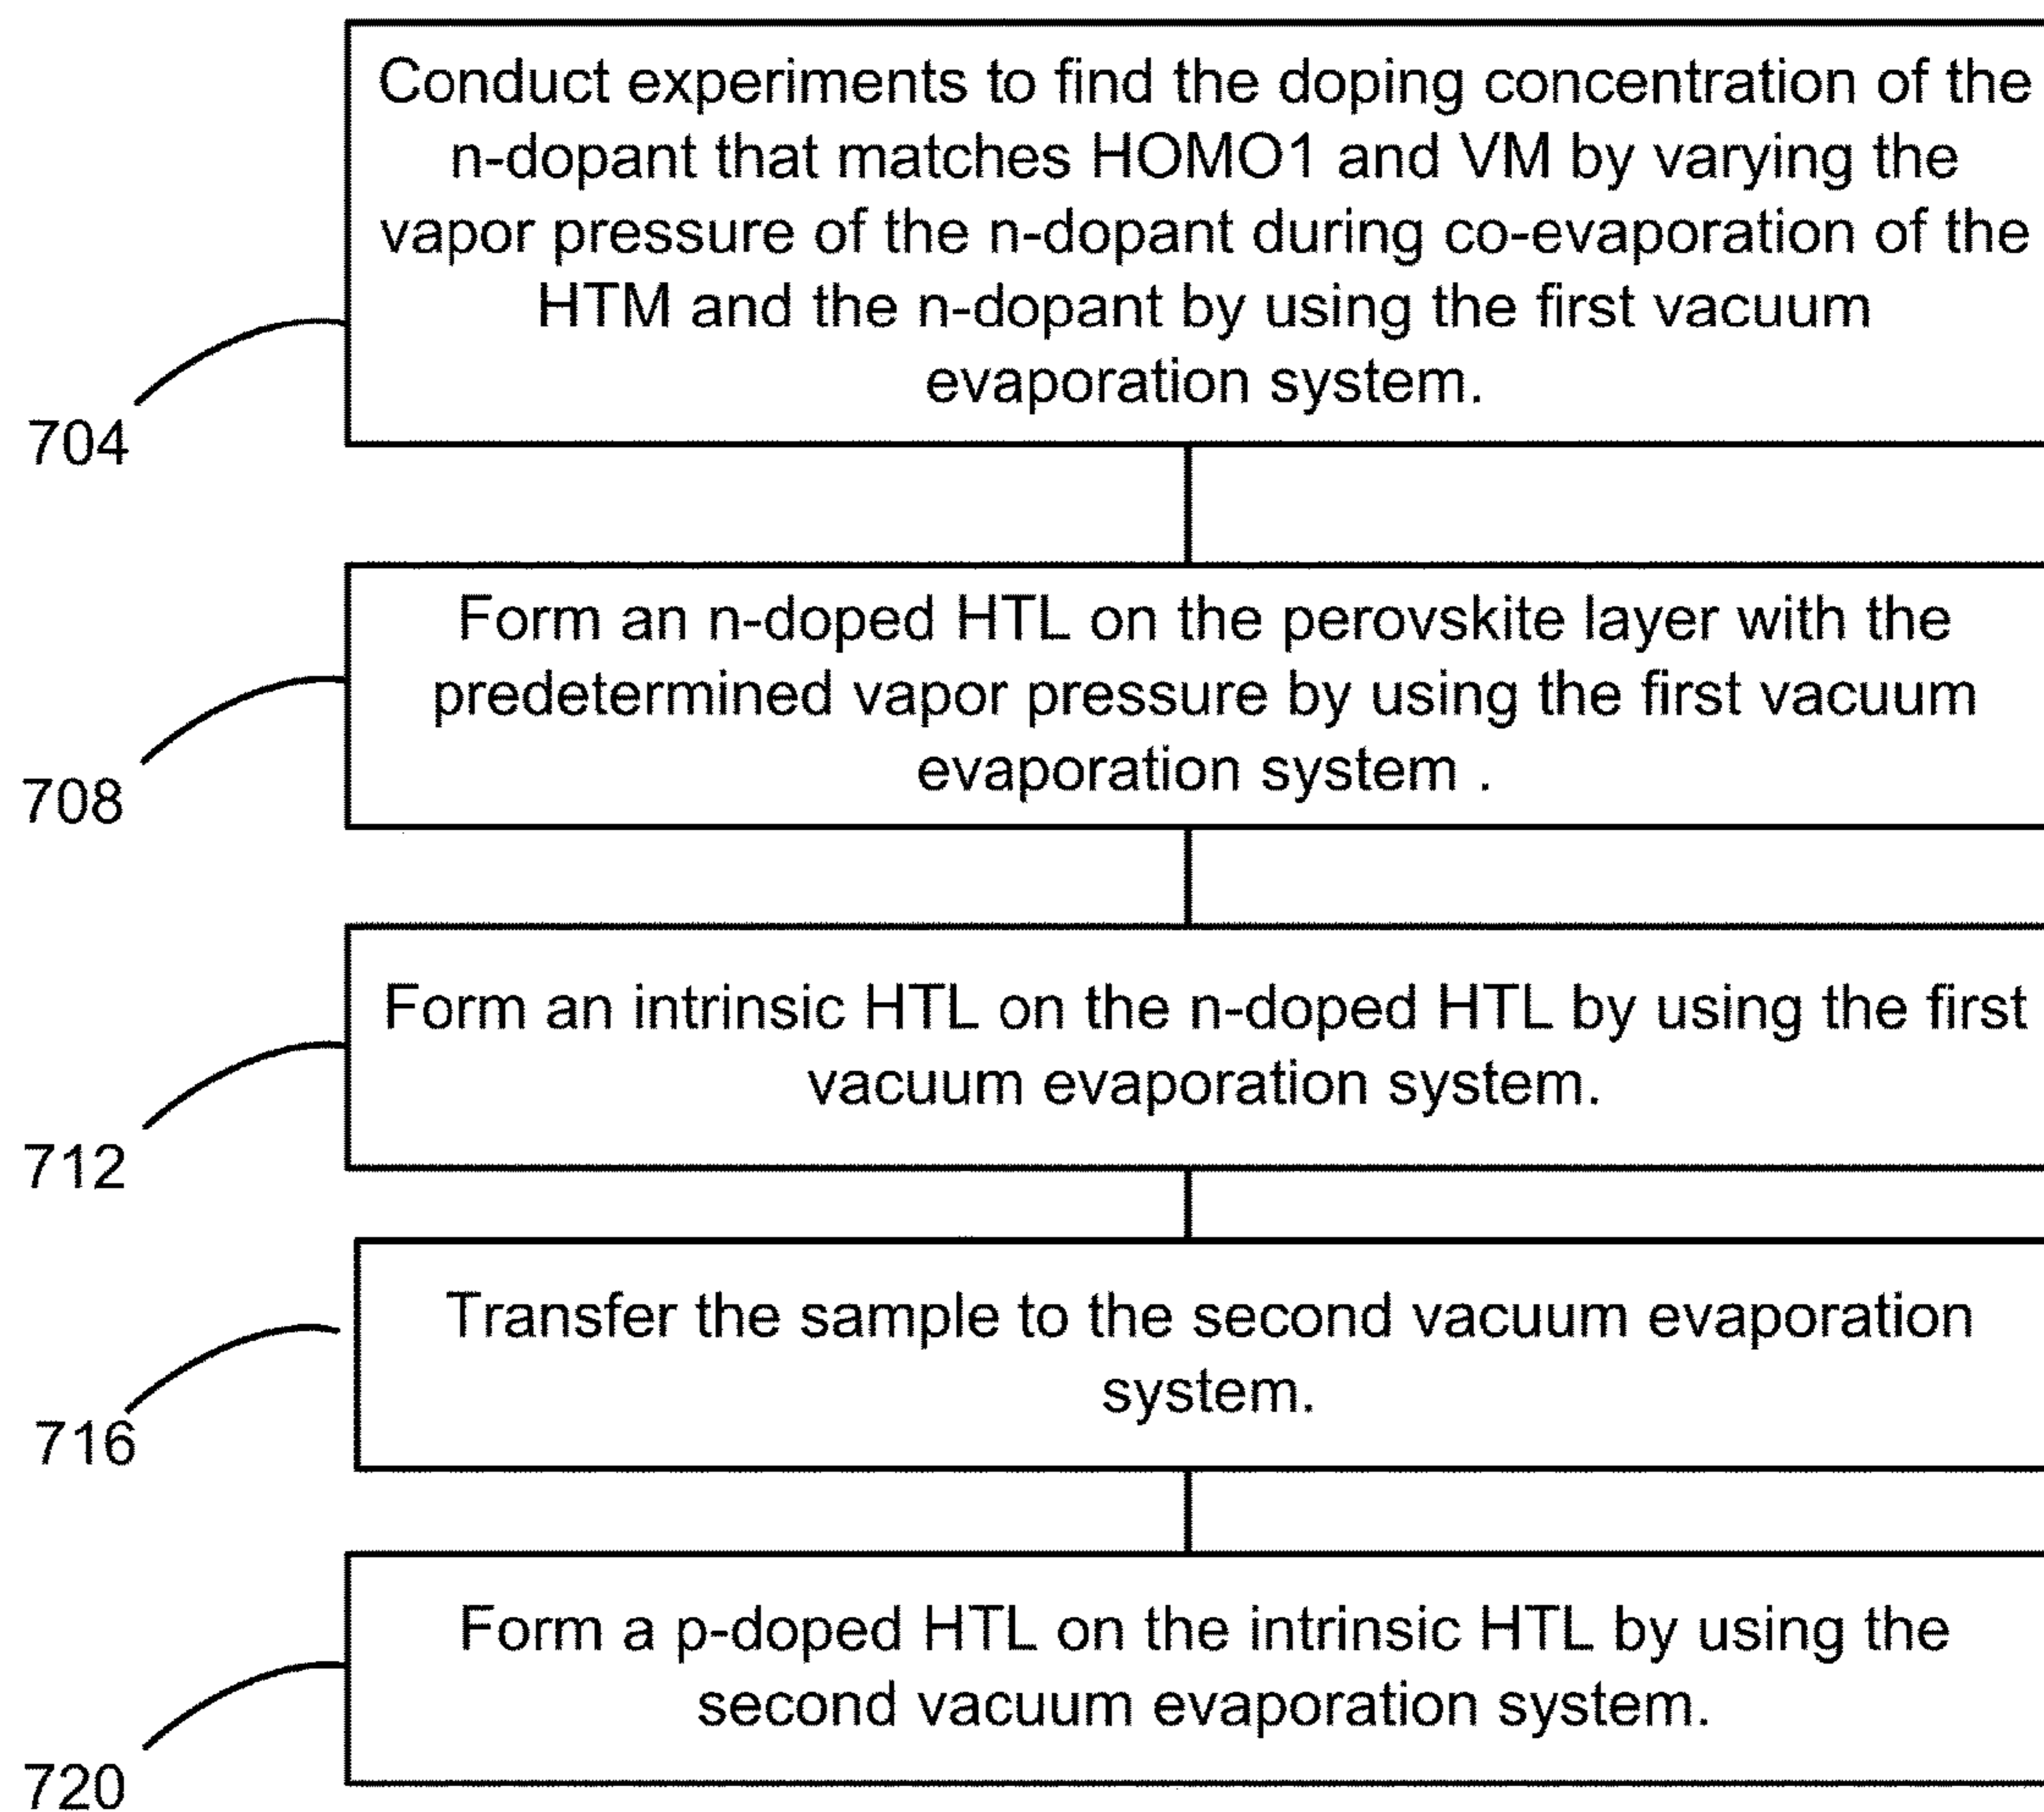 Conduct experiments to find the doping concentration of the
n-dopant that matches HOMO1 and VM by varying the
vapor pressure of the n-dopant during co-evaporation of the
HTM and the n-dopant by using the first vacuum
evaporation system.
704
Form an n-doped HTL on the perovskite layer with the
predetermined vapor pressure by using the first vacuum
evaporation system .
708
Form an intrinsic HTL on the n-doped HTL by using the first
vacuum evaporation system.
712
Transfer the sample to the second vacuum evaporation
system.
716
Form a p-doped HTL on the intrinsic HTL by using the
second vacuum evaporation system.
720